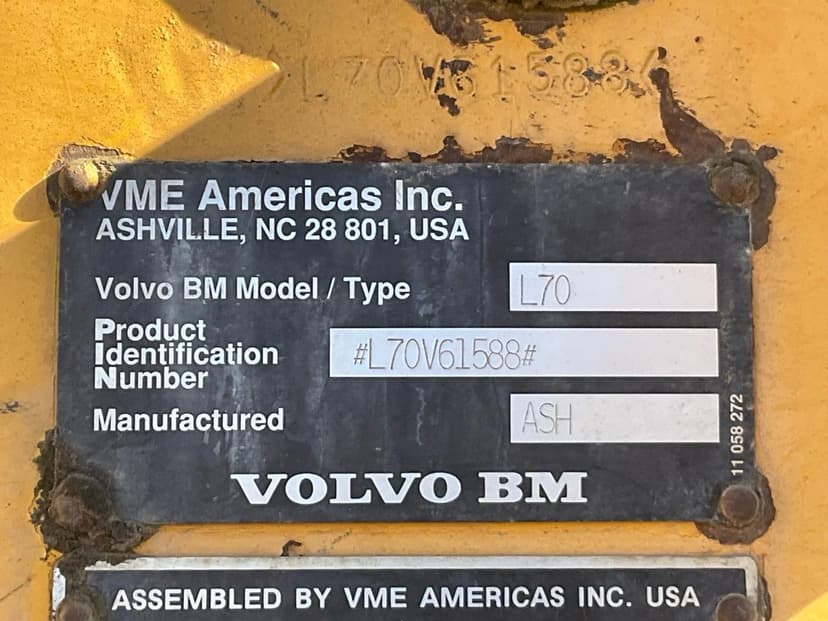 L70V61588
VME Americas Inc.
ASHVILLE, NC 28 801, USA
Volvo BM Model / Type L70
Product
Identification
Number #L70V61588#
Manufactured ASH
11 058 272
VOLVO BM
ASSEMBLED BY VME AMERICAS INC. USA